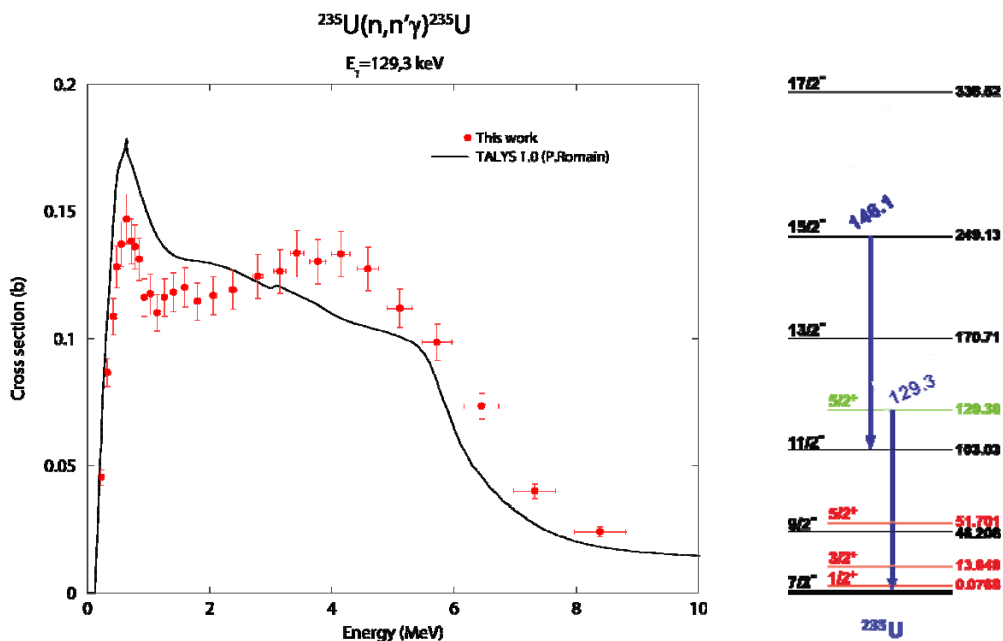 ²³⁵U(n,n′γ)²³⁵U
Eγ=129,3 keV
This work
TALYS 1.0 (P.Romain)
Cross section (b)
0.2
0.15
0.1
0.05
0
0 2 4 6 8 10
Energy (MeV)
17/2⁻ 338.52
146.1
15/2⁻ 249.13
13/2⁻ 170.71
129.3
5/2⁺ 129.30
11/2⁻ 103.03
5/2⁺ 51.701
9/2⁻ 46.206
3/2⁺ 13.040
7/2⁻ 1/2⁺ 0.0768
²³⁵U